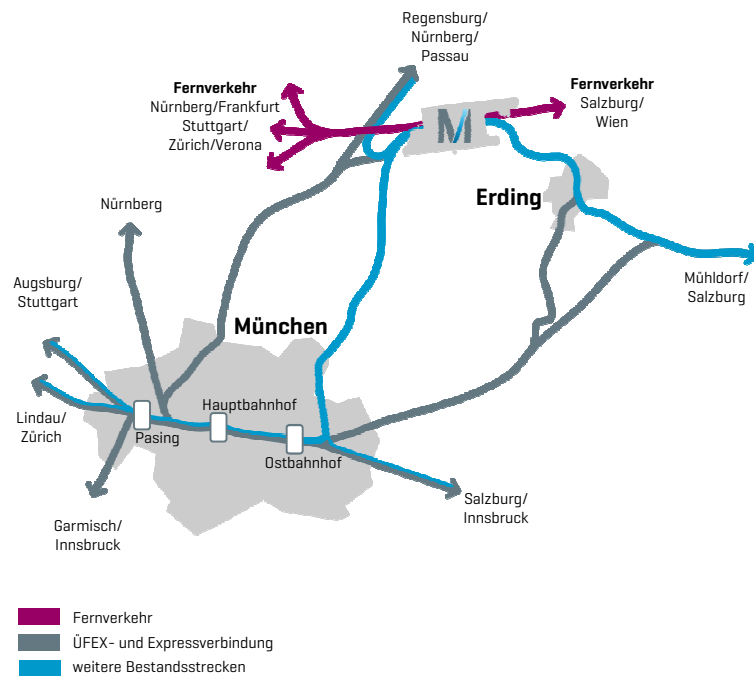 Regensburg/
Nürnberg/
Passau
Fernverkehr
Nürnberg/Frankfurt
Stuttgart/
Zürich/Verona
Fernverkehr
Salzburg/
Wien
M
Erding
Nürnberg
Augsburg/
Stuttgart
Mühldorf/
Salzburg
München
Hauptbahnhof
Lindau/
Zürich
Pasing
Ostbahnhof
Salzburg/
Innsbruck
Garmisch/
Innsbruck
Fernverkehr
ÜFEX- und Expressverbindung
weitere Bestandsstrecken